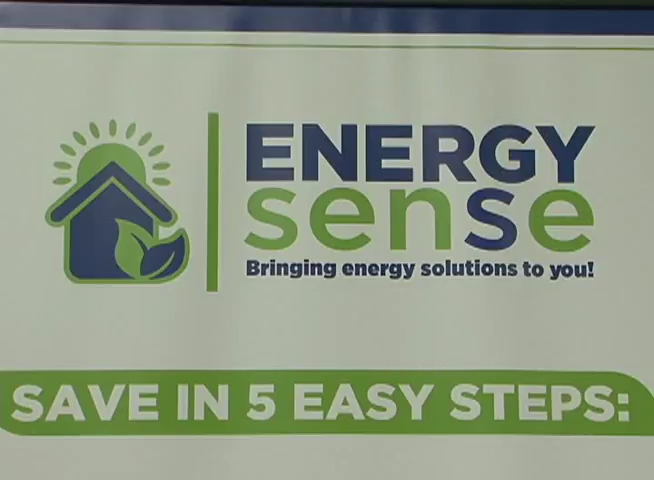 ENERGY
sense
Bringing energy solutions to you!
SAVE IN 5 EASY STEPS: